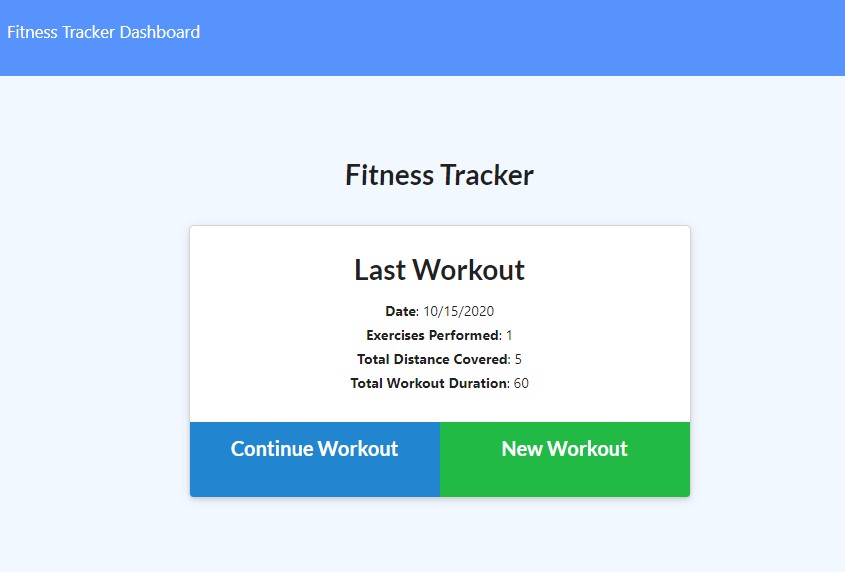 Fitness Tracker Dashboard
Fitness Tracker
Last Workout
Date: 10/15/2020
Exercises Performed: 1
Total Distance Covered: 5
Total Workout Duration: 60
Continue Workout
New Workout